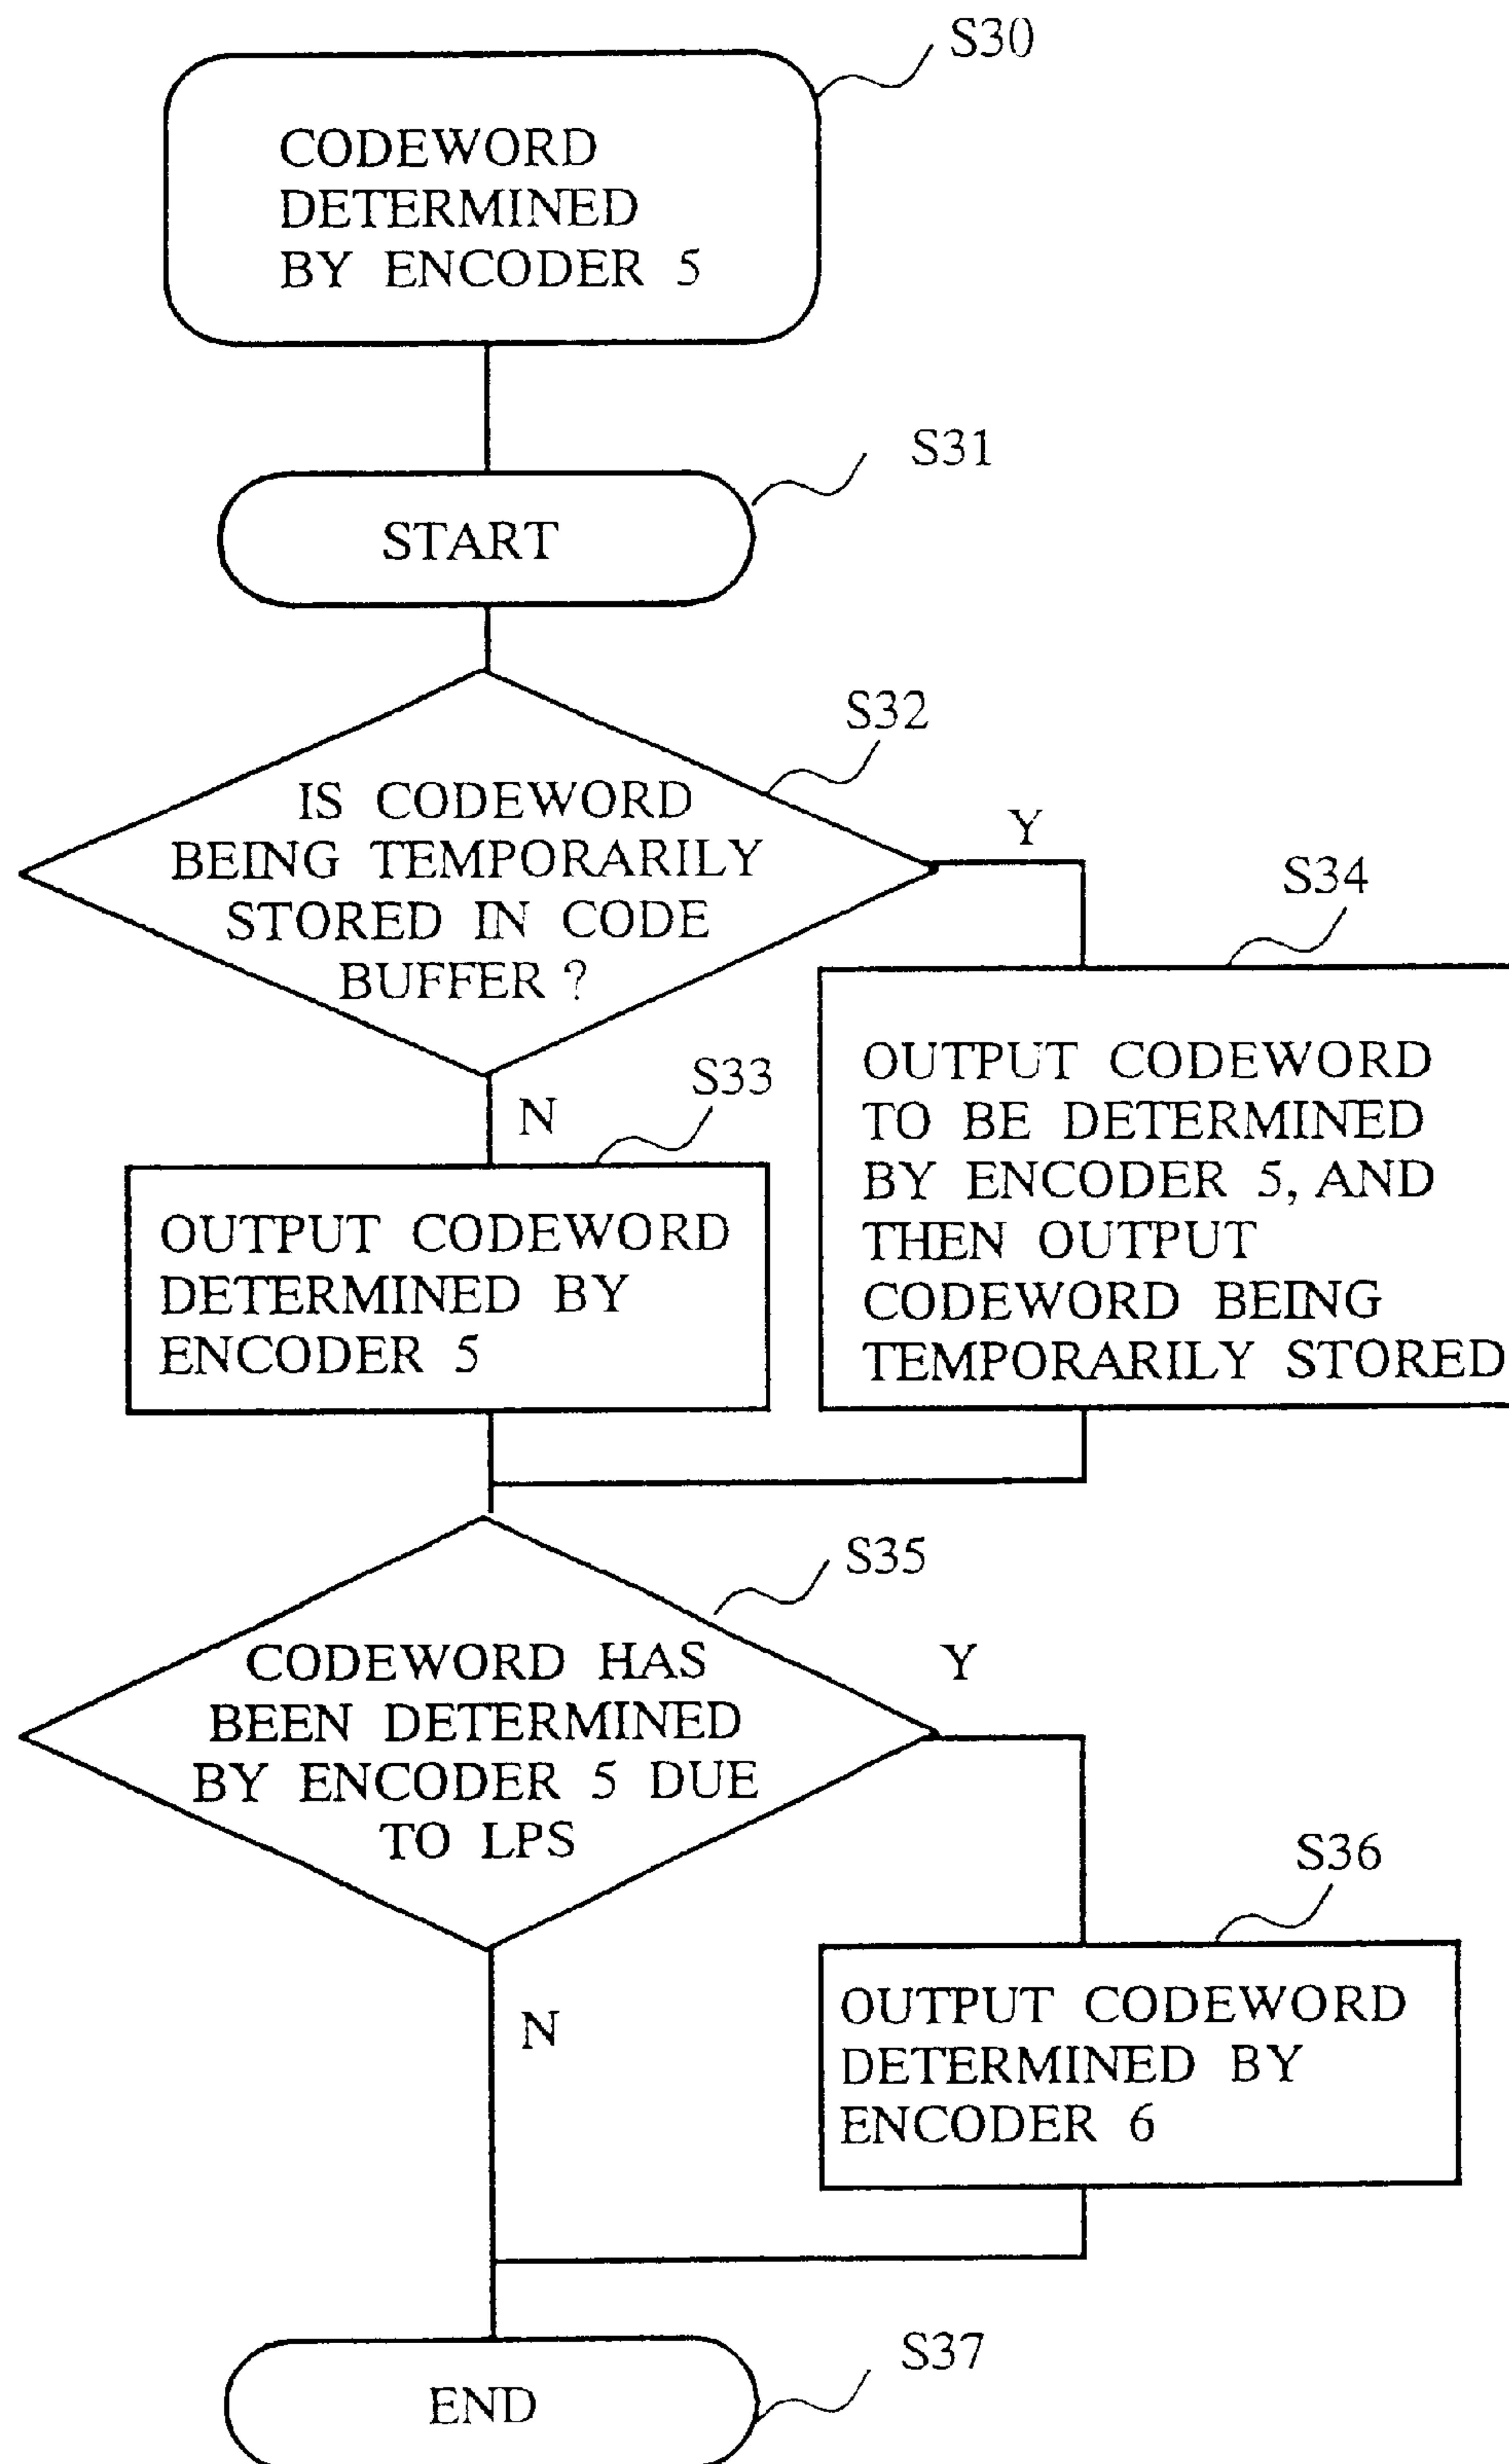 S30
CODEWORD
DETERMINED
BY ENCODER 5
S31
START
S32
IS CODEWORD
BEING TEMPORARILY
STORED IN CODE
BUFFER ?
Y
S34
OUTPUT CODEWORD
TO BE DETERMINED
BY ENCODER 5, AND
THEN OUTPUT
CODEWORD BEING
TEMPORARILY STORED
N
S33
OUTPUT CODEWORD
DETERMINED BY
ENCODER 5
S35
CODEWORD HAS
BEEN DETERMINED
BY ENCODER 5 DUE
TO LPS
Y
S36
OUTPUT CODEWORD
DETERMINED BY
ENCODER 6
N
S37
END